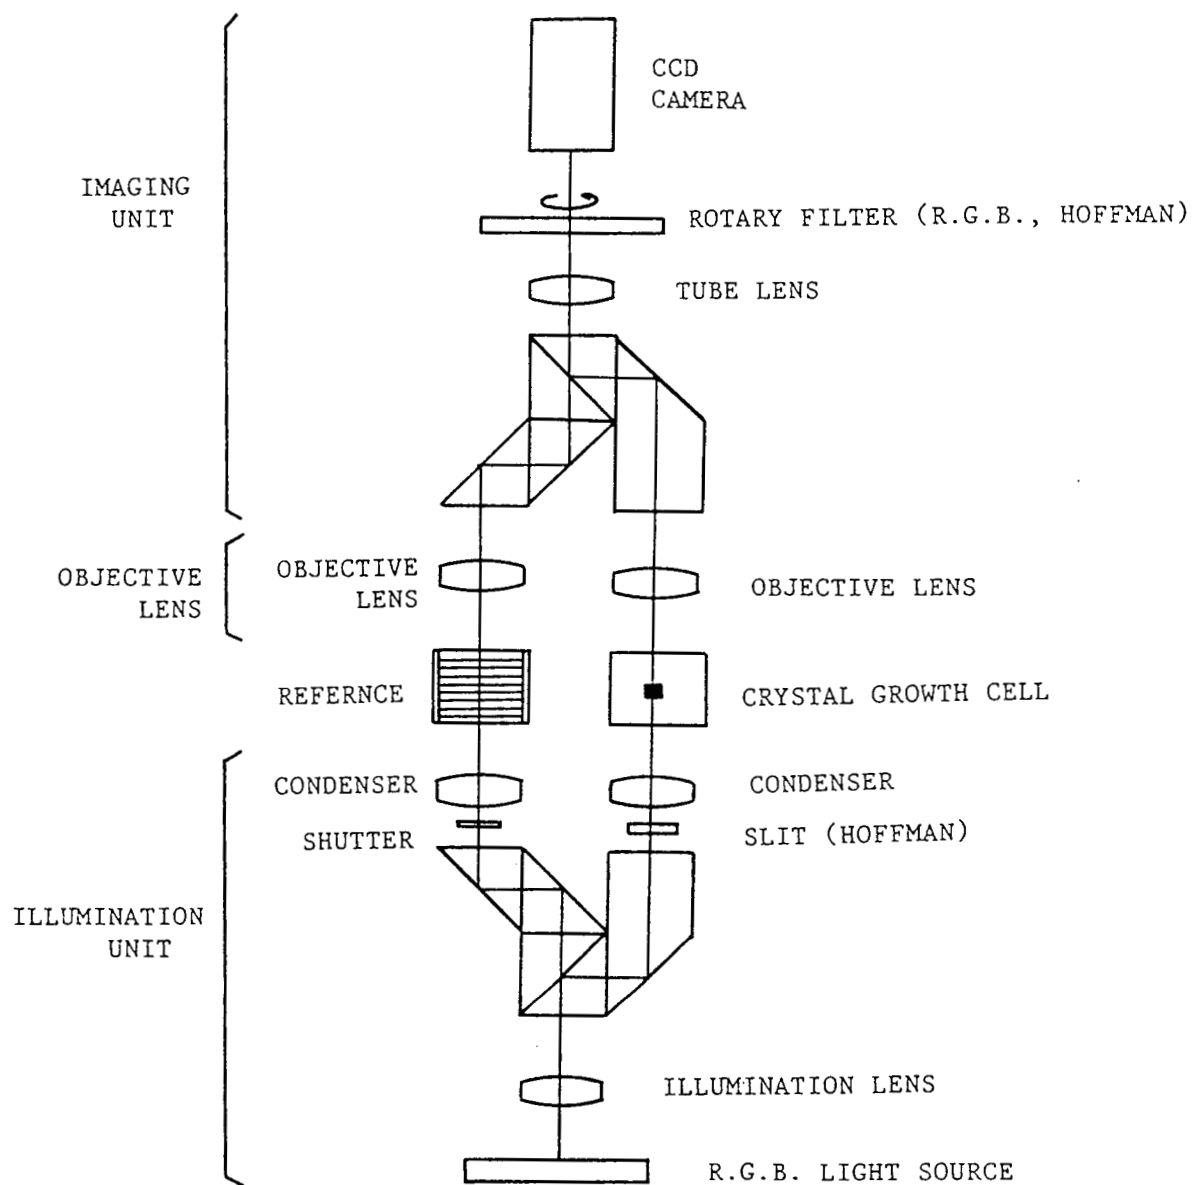 CCD
CAMERA
IMAGING
UNIT
ROTARY FILTER (R.G.B., HOFFMAN)
TUBE LENS
OBJECTIVE
LENS
OBJECTIVE
LENS
OBJECTIVE LENS
REFERNCE
CRYSTAL GROWTH CELL
CONDENSER
CONDENSER
SHUTTER
SLIT (HOFFMAN)
ILLUMINATION
UNIT
ILLUMINATION LENS
R.G.B. LIGHT SOURCE